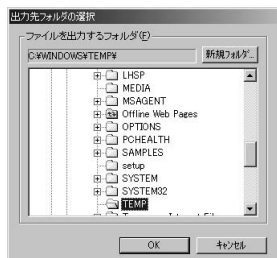 出力先フォルダの選択
ファイルを出力するフォルダ(F)
C:¥WINDOWS¥TEMP¥
新規フォルダ...
LHSP
MEDIA
MSAGENT
Offline Web Pages
OPTIONS
PCHEALTH
SAMPLES
setup
SYSTEM
SYSTEM32
TEMP
OK
キャンセル